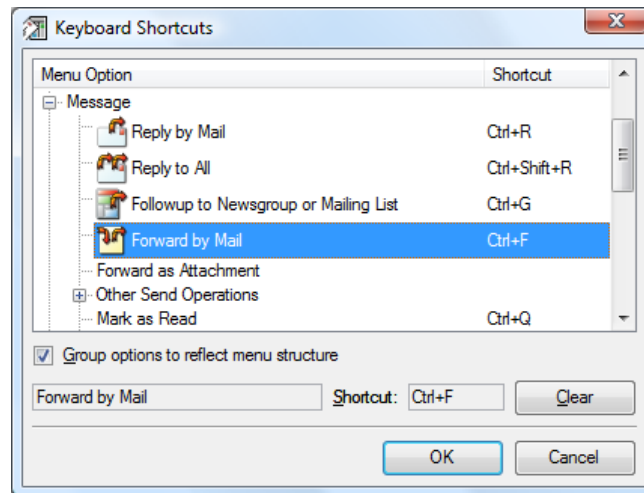 Keyboard Shortcuts
Menu Option Shortcut
Message
Reply by Mail Ctrl+R
Reply to All Ctrl+Shift+R
Followup to Newsgroup or Mailing List Ctrl+G
Forward by Mail Ctrl+F
Forward as Attachment
Other Send Operations
Mark as Read Ctrl+Q
Group options to reflect menu structure
Forward by Mail Shortcut: Ctrl+F Clear
OK Cancel